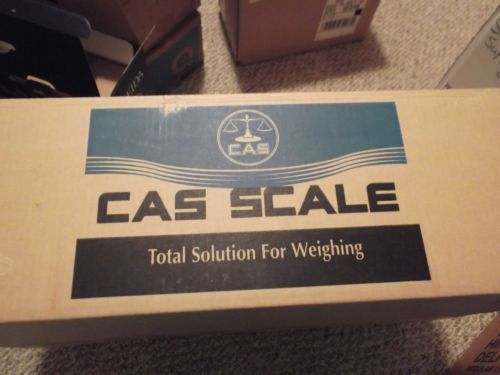 CAS
CAS SCALE
Total Solution For Weighing